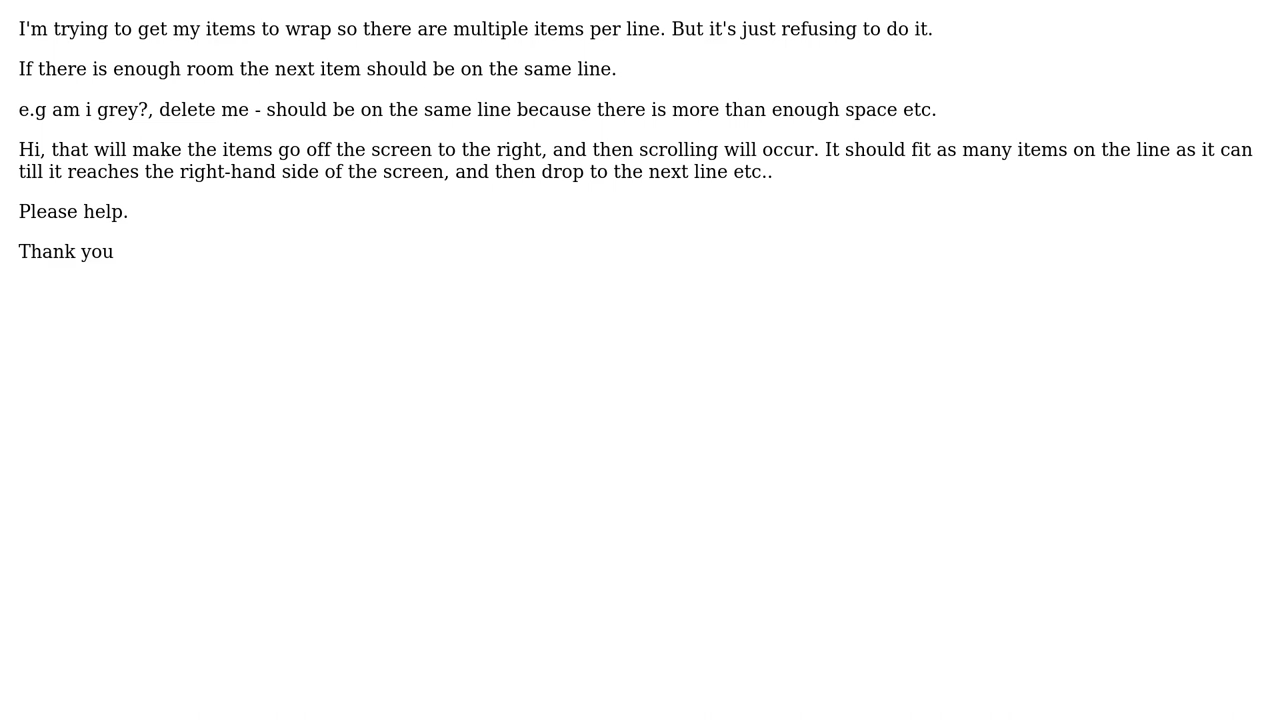 I'm trying to get my items to wrap so there are multiple items per line. But it's just refusing to do it.
If there is enough room the next item should be on the same line.
e.g am i grey?, delete me - should be on the same line because there is more than enough space etc.
Hi, that will make the items go off the screen to the right, and then scrolling will occur. It should fit as many items on the line as it can
till it reaches the right-hand side of the screen, and then drop to the next line etc..
Please help.
Thank you